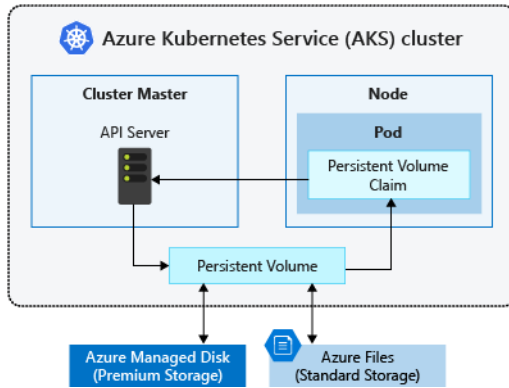 Azure Kubernetes Service (AKS) cluster
Cluster Master
API Server
Node
Pod
Persistent Volume
Claim
Persistent Volume
Azure Managed Disk
(Premium Storage)
Azure Files
(Standard Storage)